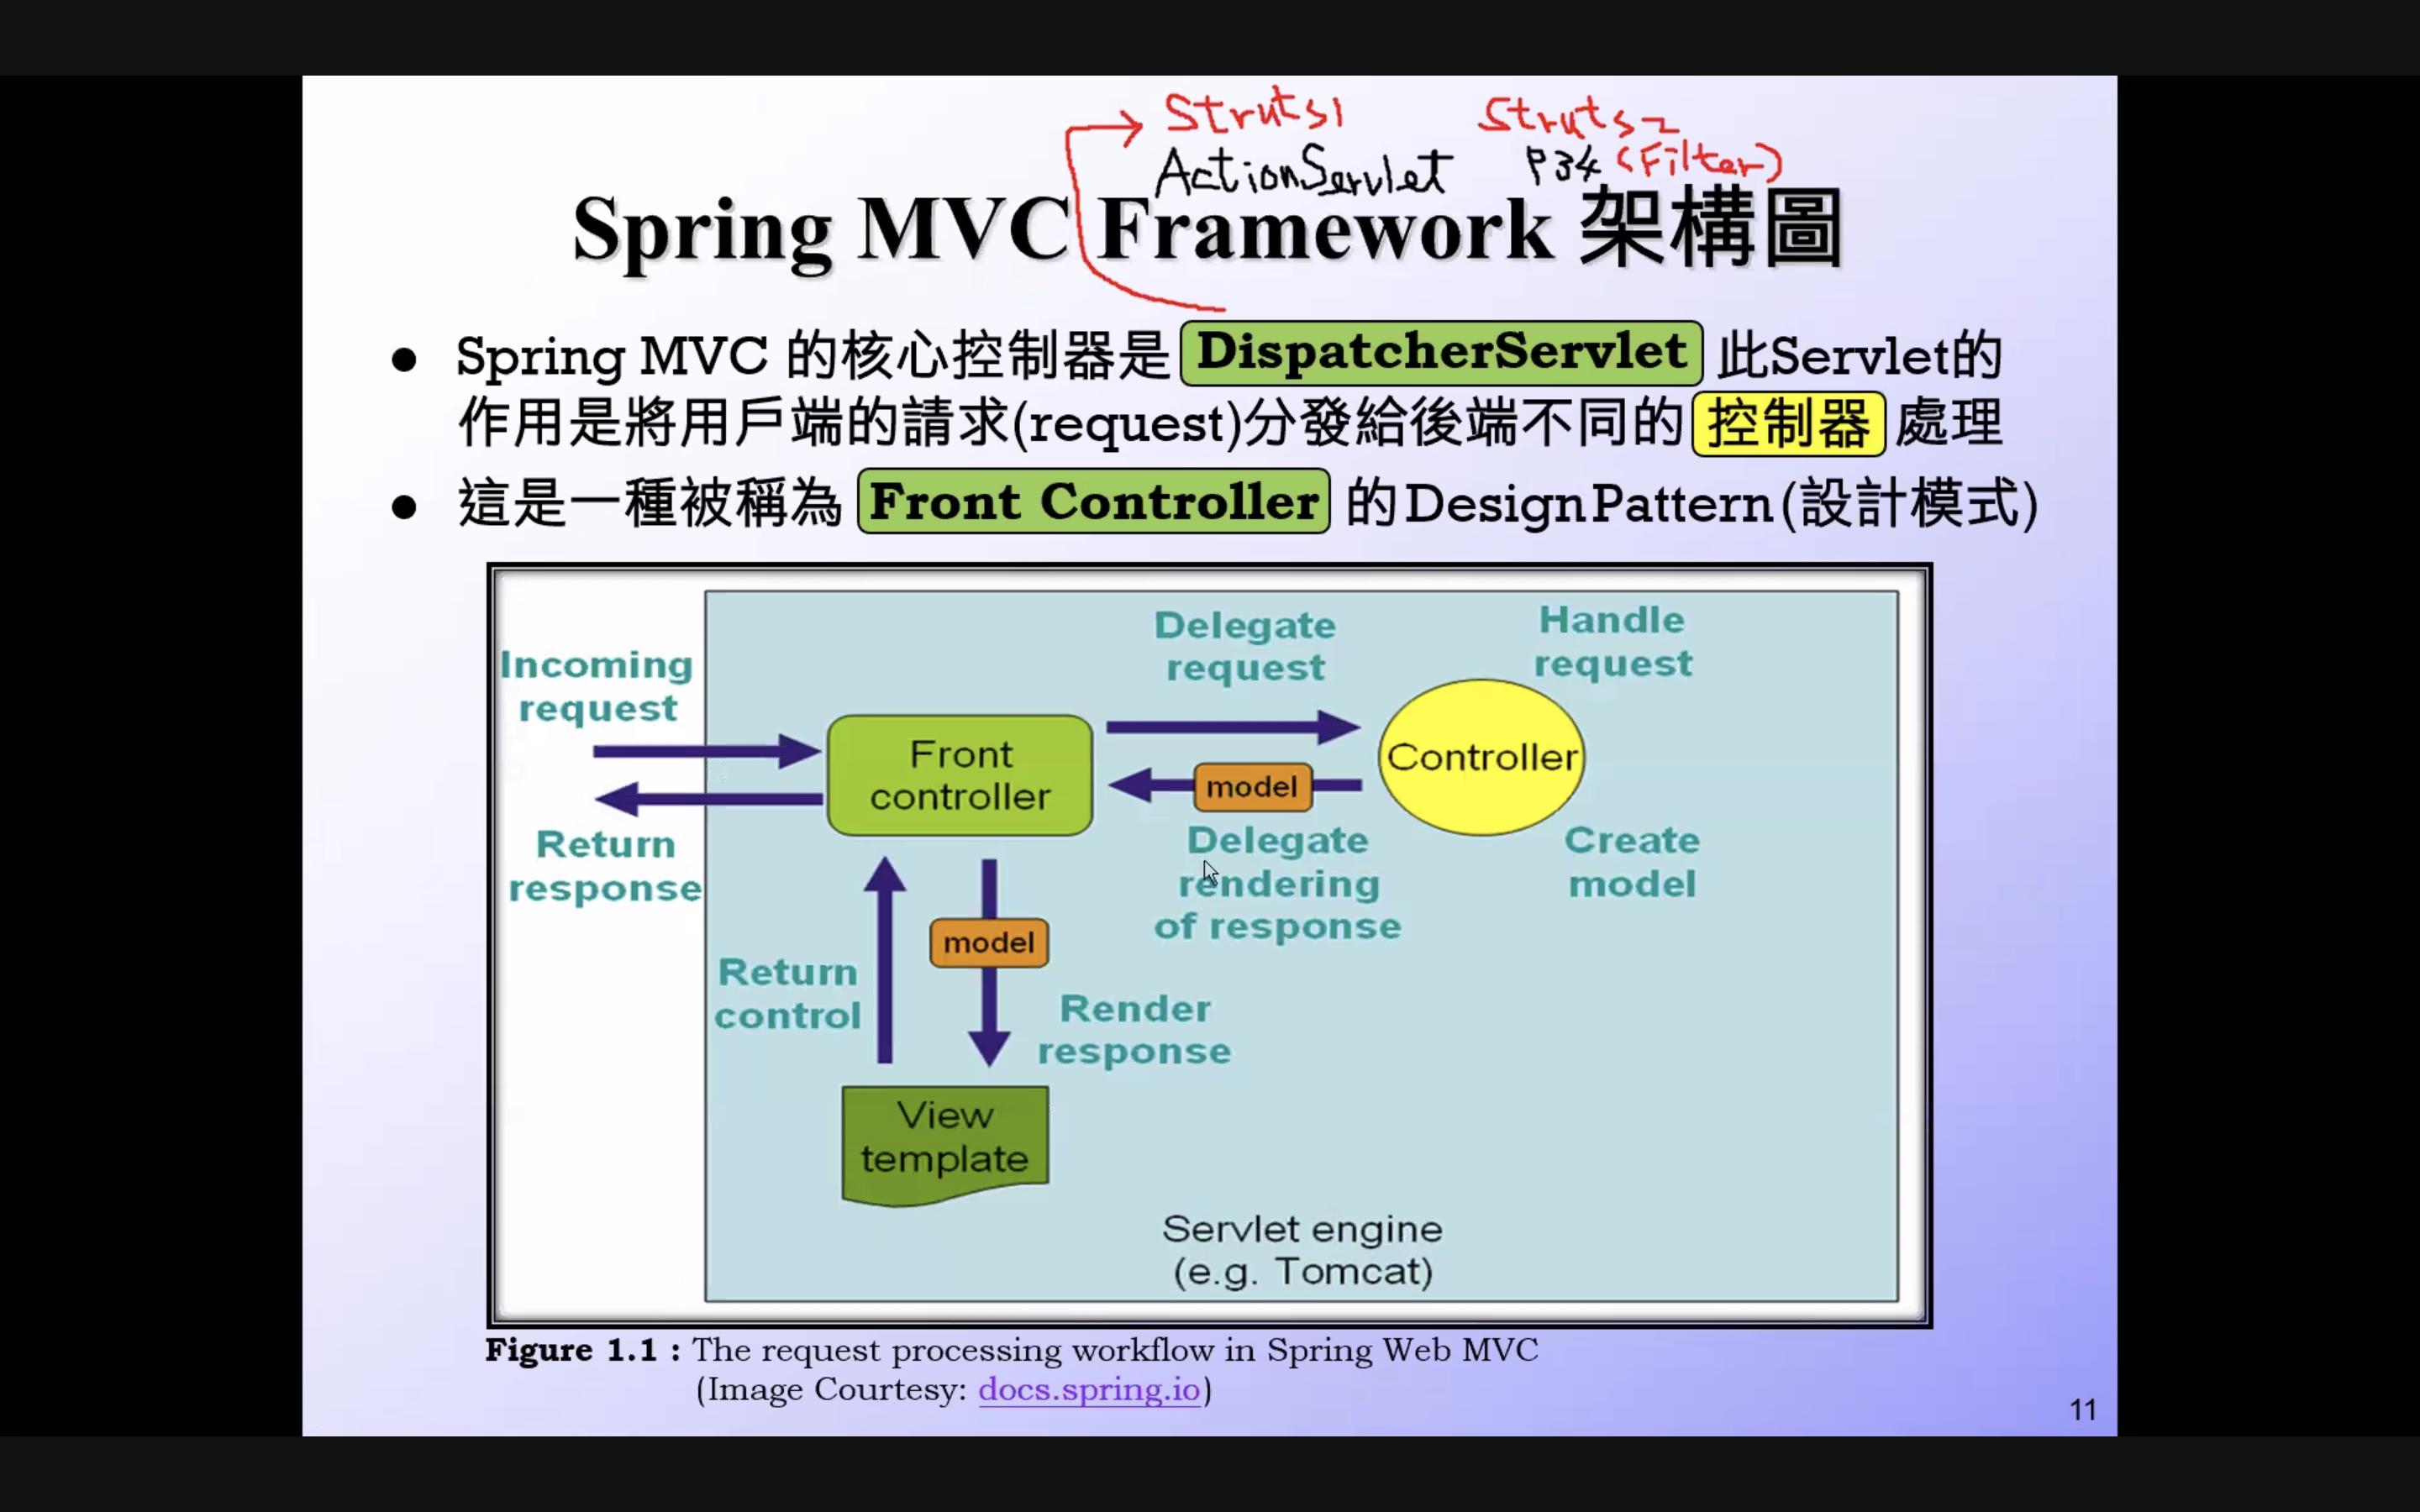 Struts1
Struts2
ActionServlet
P34 (Filter)
Spring MVC Framework 架構圖
● Spring MVC 的核心控制器是 DispatcherServlet 此Servlet的
作用是將用戶端的請求(request)分發給後端不同的 控制器 處理
● 這是一種被稱為 Front Controller 的Design Pattern(設計模式)
Incoming
request
Return
response
Front
controller
Delegate
request
Handle
request
Controller
model
Delegate
rendering
of response
Create
model
Return
control
model
Render
response
View
template
Servlet engine
(e.g. Tomcat)
Figure 1.1 : The request processing workflow in Spring Web MVC
(Image Courtesy: docs.spring.io)
11